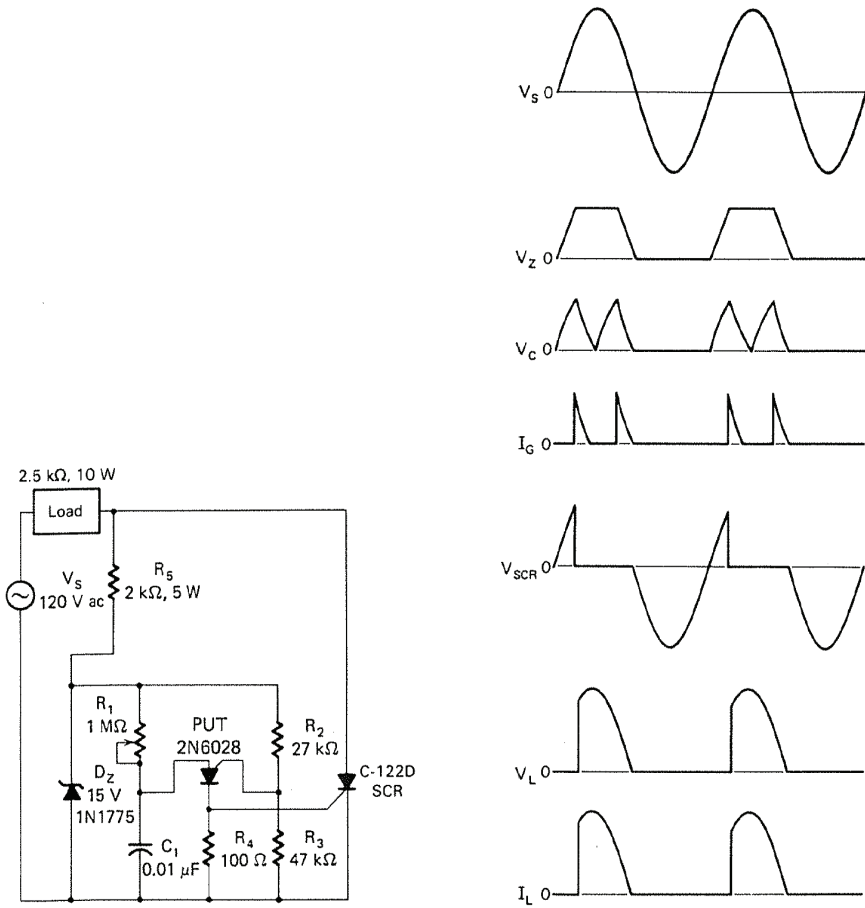 V_S 0
V_Z 0
V_C 0
I_G 0
V_SCR 0
V_L 0
I_L 0
2.5 kΩ, 10 W
Load
V_S
120 V ac
R_5
2 kΩ, 5 W
R_1
1 MΩ
PUT
2N6028
R_2
27 kΩ
C-122D
SCR
D_Z
15 V
1N1775
C_1
0.01 μF
R_4
100 Ω
R_3
47 kΩ